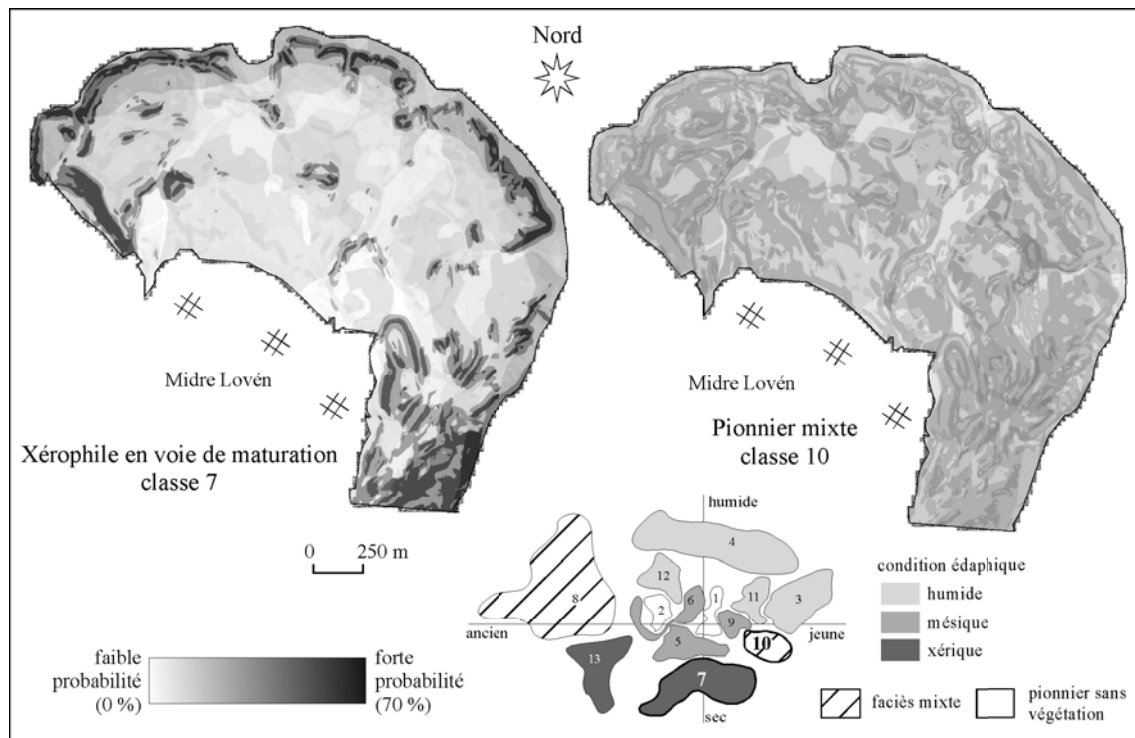 Nord
Midre Lovén
Midre Lovén
Xérophile en voie de maturation
classe 7
Pionnier mixte
classe 10
0 250 m
humide
4
12
8
2
6
1
11
3
9
ancien
jeune
5
10
13
7
sec
condition édaphique
humide
mésique
xérique
faible
probabilité
(0 %)
forte
probabilité
(70 %)
faciès mixte
pionnier sans
végétation